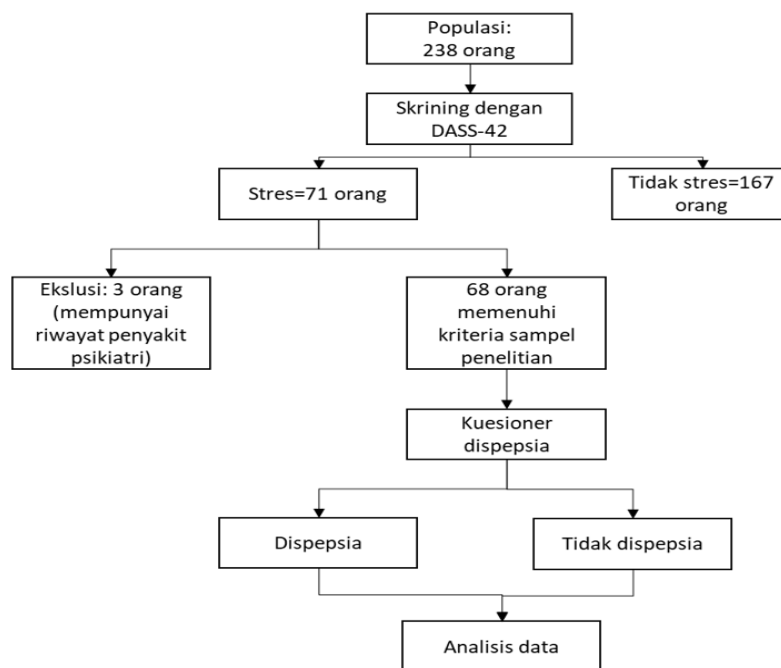 Populasi:
238 orang
Skrining dengan
DASS-42
Stres=71 orang
Tidak stres=167
orang
Ekslusi: 3 orang
(mempunyai
riwayat penyakit
psikiatri)
68 orang
memenuhi
kriteria sampel
penelitian
Kuesioner
dispepsia
Dispepsia
Tidak dispepsia
Analisis data